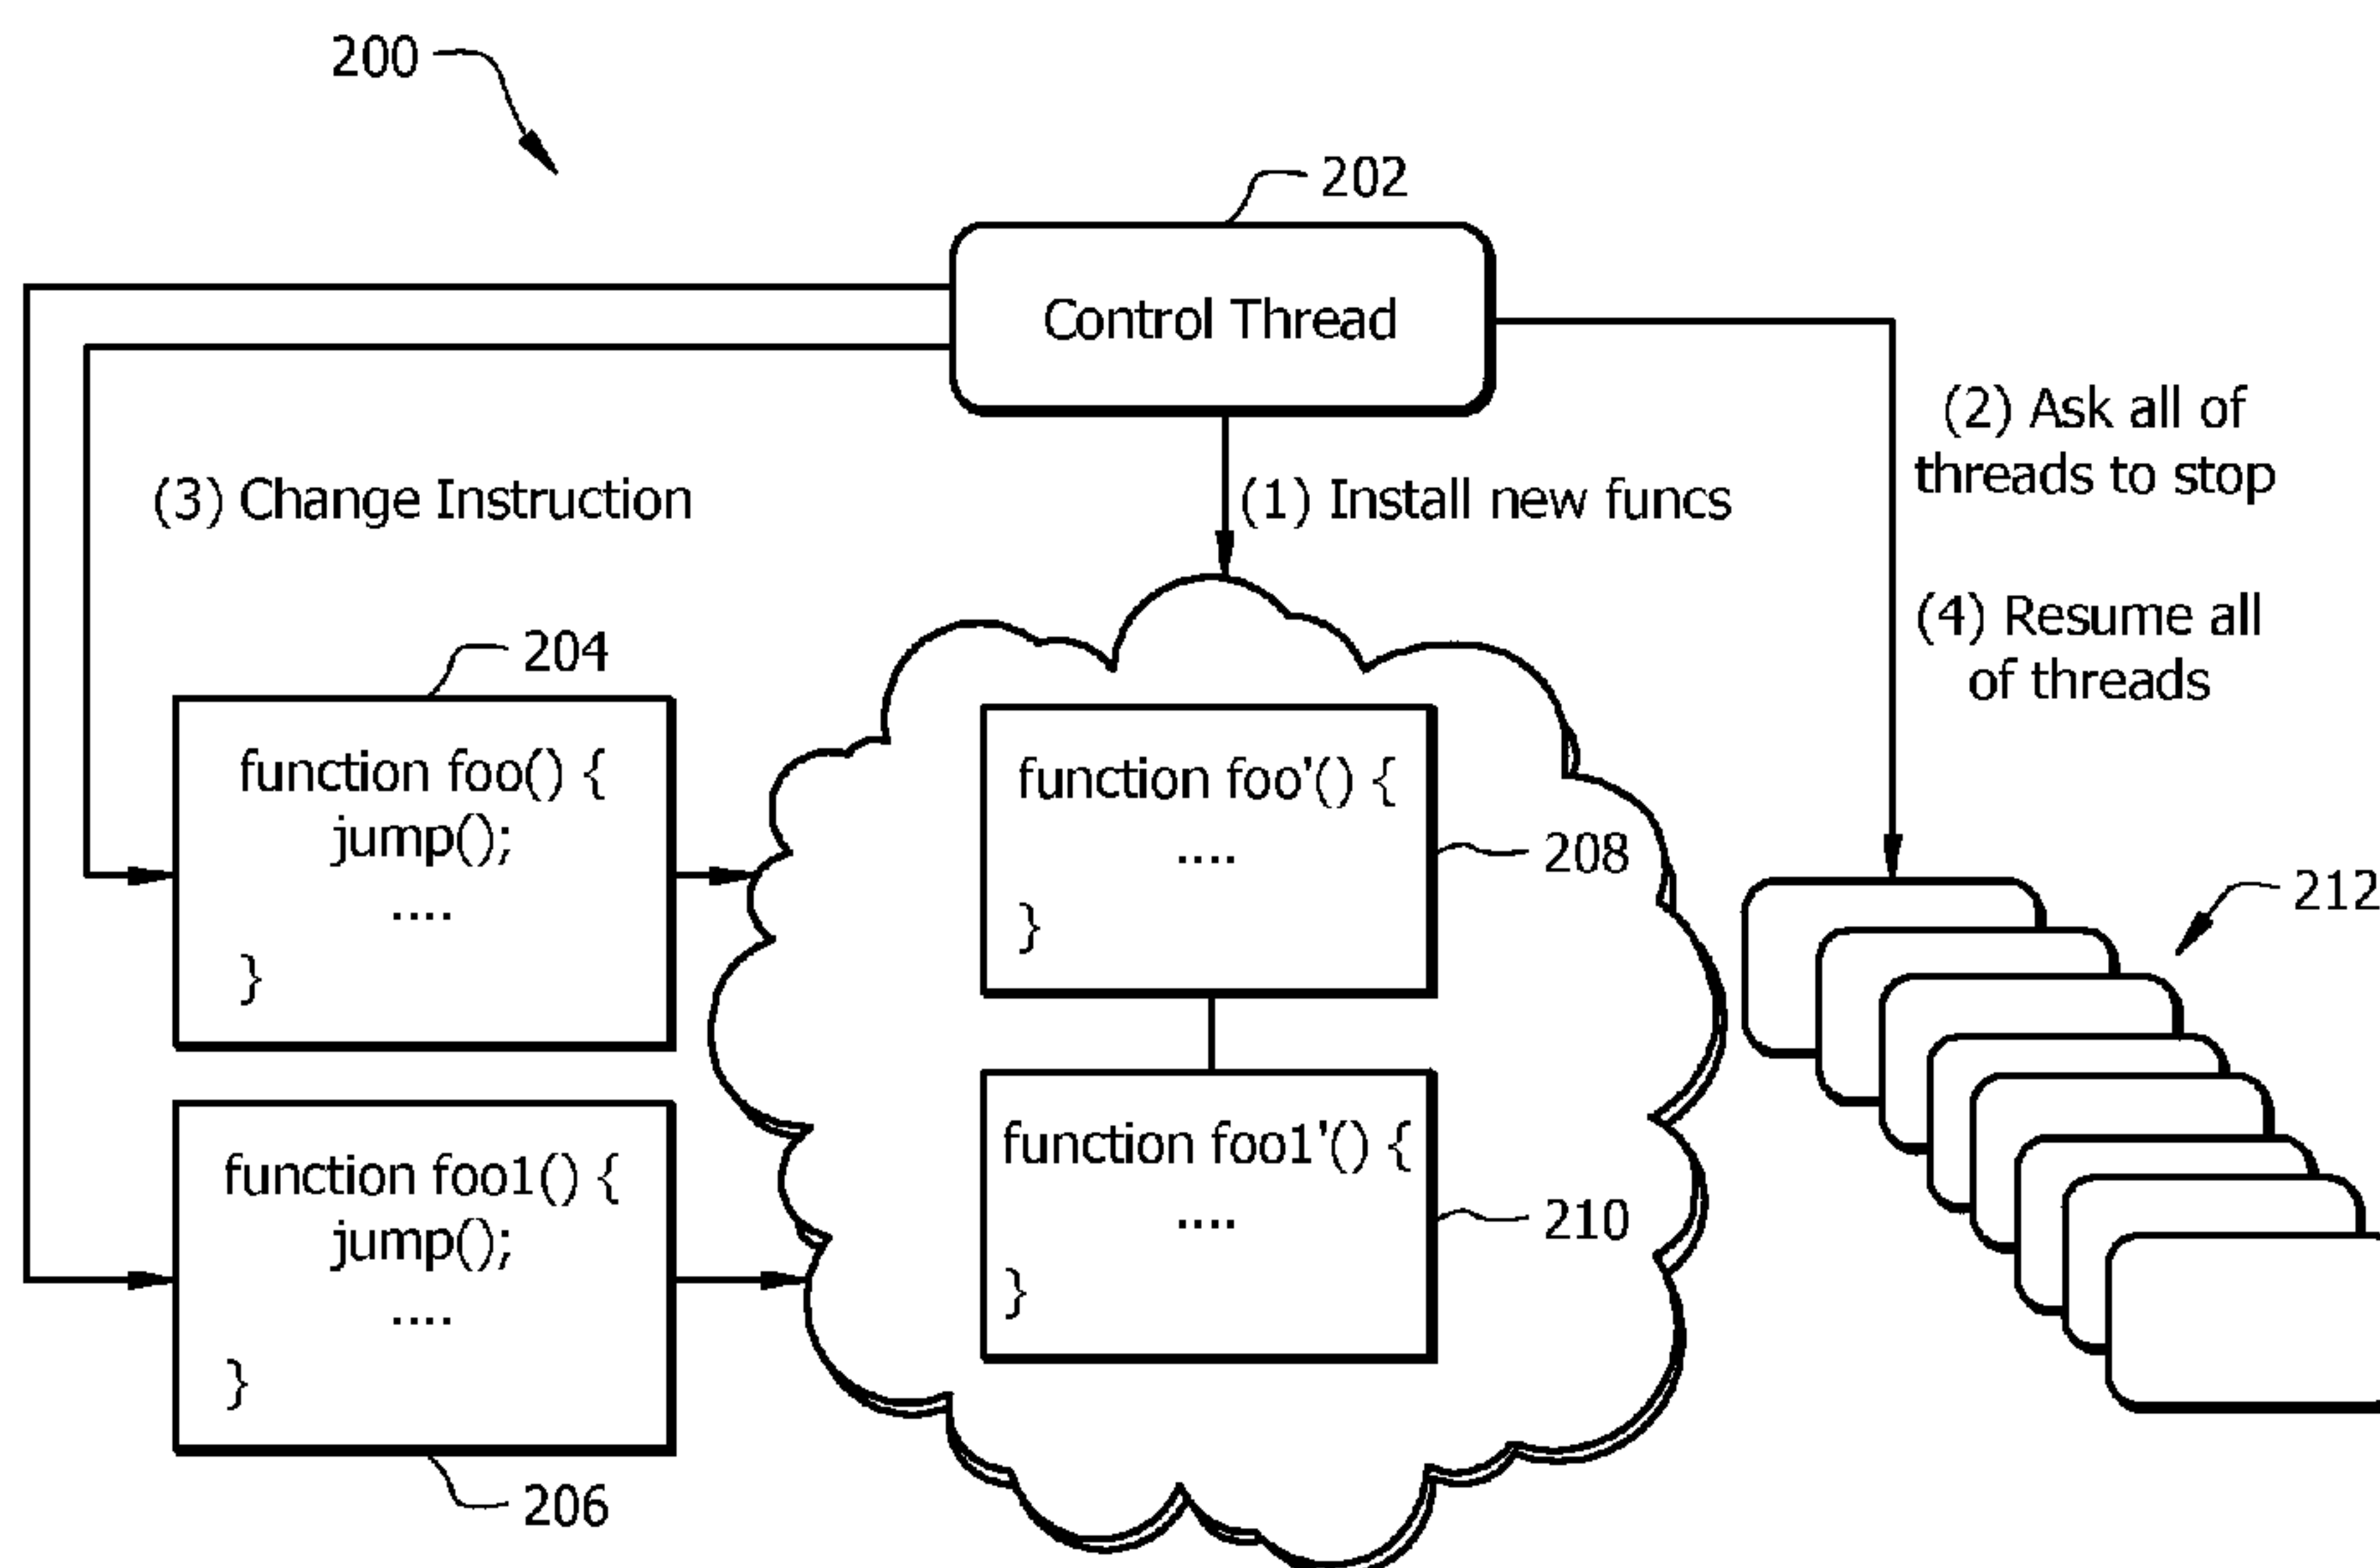 200
202
Control Thread
(2) Ask all of
threads to stop
(3) Change Instruction
(1) Install new funcs
(4) Resume all
of threads
204
function foo() {
jump();
....
}
function foo'() {
....
}
208
212
function foo1() {
jump();
....
}
206
function foo1'() {
....
}
210